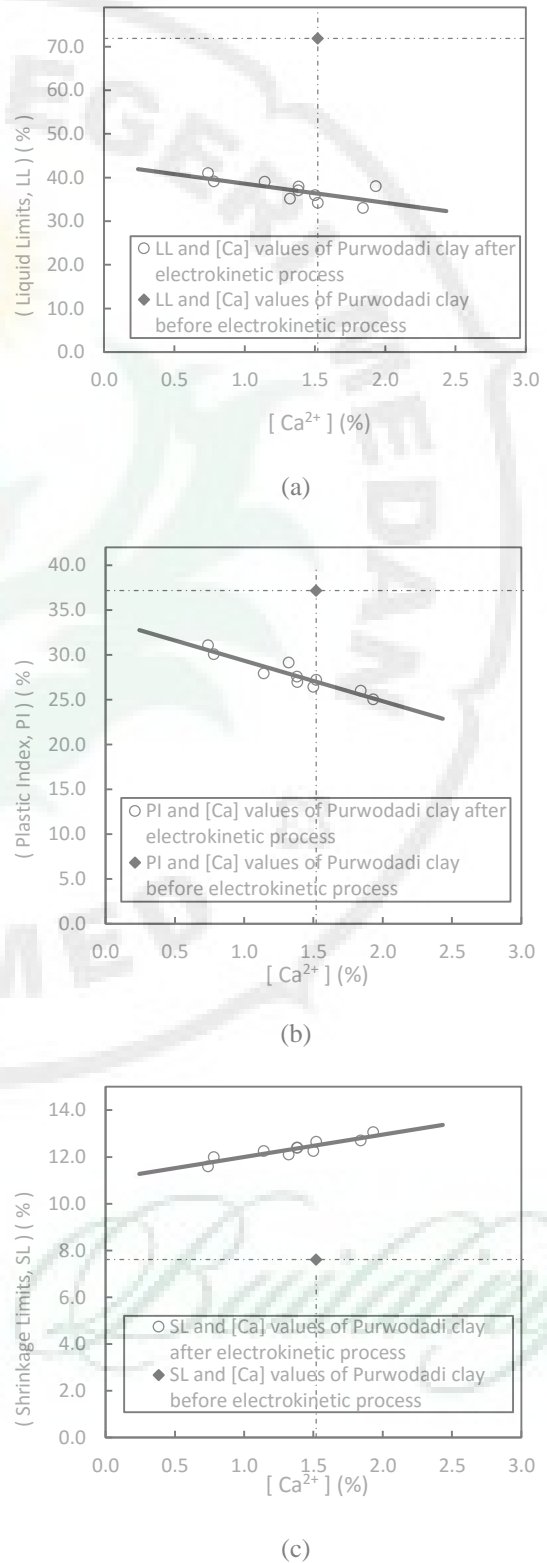 70.0
60.0
50.0
40.0
30.0
20.0
10.0
0.0
( Liquid Limits, LL ) ( % )
LL and [Ca] values of Purwodadi clay after
electrokinetic process
LL and [Ca] values of Purwodadi clay
before electrokinetic process
0.0 0.5 1.0 1.5 2.0 2.5 3.0
[ Ca²⁺ ] (%)
(a)
40.0
35.0
30.0
25.0
20.0
15.0
10.0
5.0
0.0
( Plastic Index, PI ) ( % )
PI and [Ca] values of Purwodadi clay after
electrokinetic process
PI and [Ca] values of Purwodadi clay
before electrokinetic process
0.0 0.5 1.0 1.5 2.0 2.5 3.0
[ Ca²⁺ ] (%)
(b)
14.0
12.0
10.0
8.0
6.0
4.0
2.0
0.0
( Shrinkage Limits, SL ) ( % )
SL and [Ca] values of Purwodadi clay
after electrokinetic process
SL and [Ca] values of Purwodadi clay
before electrokinetic process
0.0 0.5 1.0 1.5 2.0 2.5 3.0
[ Ca²⁺ ] (%)
(c)
EGERI MEDAN